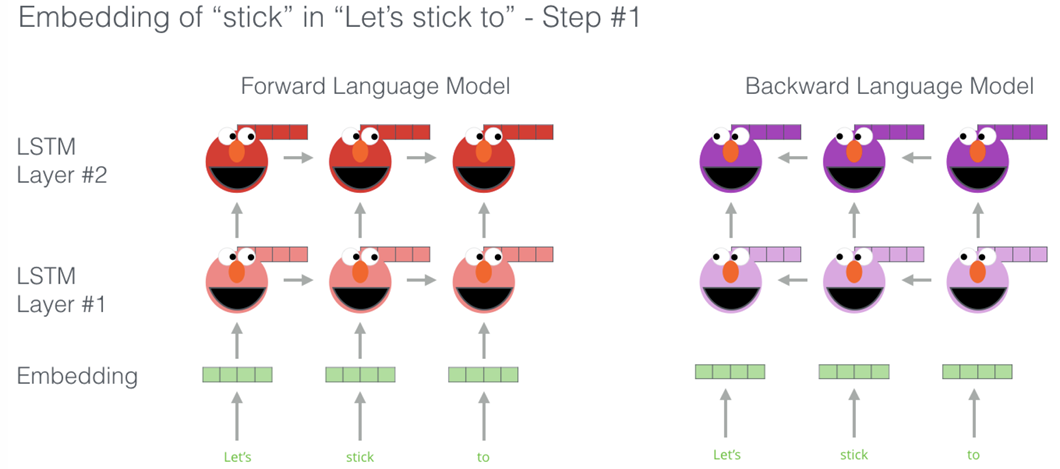 Embedding of “stick” in “Let’s stick to” - Step #1
Forward Language Model
Backward Language Model
LSTM
Layer #2
LSTM
Layer #1
Embedding
Let’s stick to
Let’s stick to